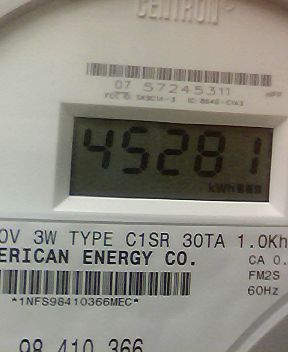 CENTRON
07 57245311
45281
kWh
0V 3W TYPE C1SR 30TA 1.0Kh
ERICAN ENERGY CO.
CA 0.
FM2S
60Hz
*1NFS98410366MEC*
98 410 366